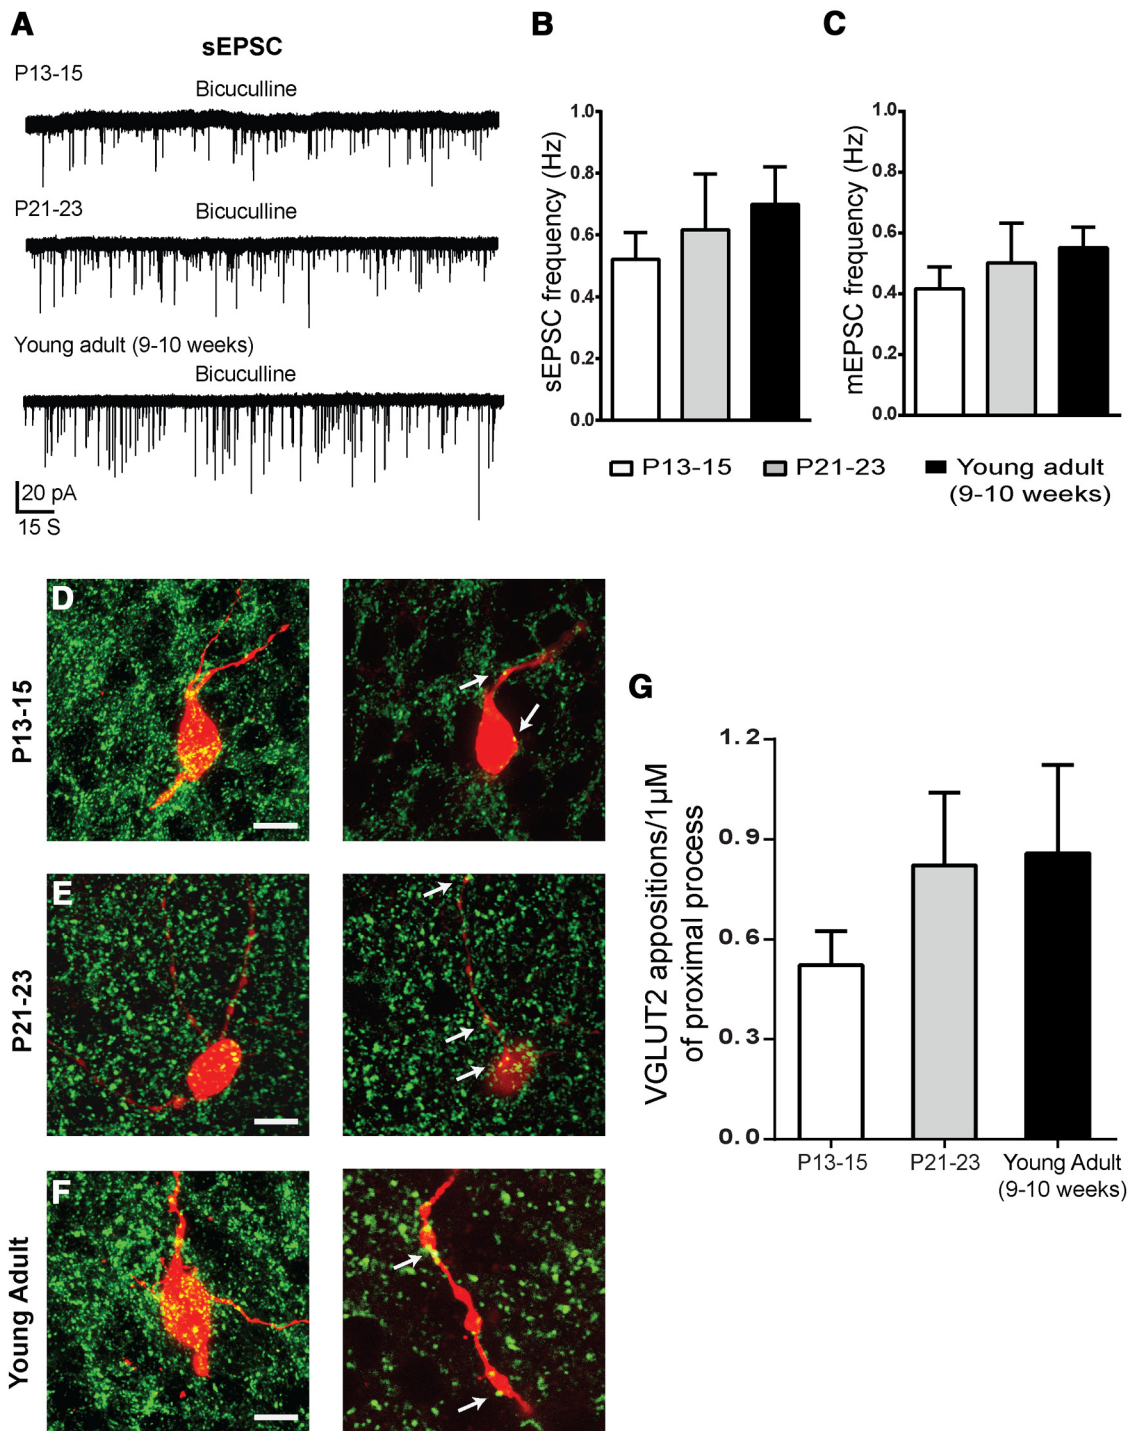 A
sEPSC
P13-15
Bicuculline
P21-23
Bicuculline
Young adult (9-10 weeks)
Bicuculline
20 pA
15 S
B
sEPSC frequency (Hz)
1.0
0.8
0.6
0.4
0.2
0.0
C
mEPSC frequency (Hz)
1.0
0.8
0.6
0.4
0.2
0.0
P13-15
P21-23
Young adult
(9-10 weeks)
D
P13-15
E
P21-23
F
Young Adult
G
VGLUT2 appositions/1µM
of proximal process
1.2
0.9
0.6
0.3
0.0
P13-15
P21-23
Young Adult
(9-10 weeks)